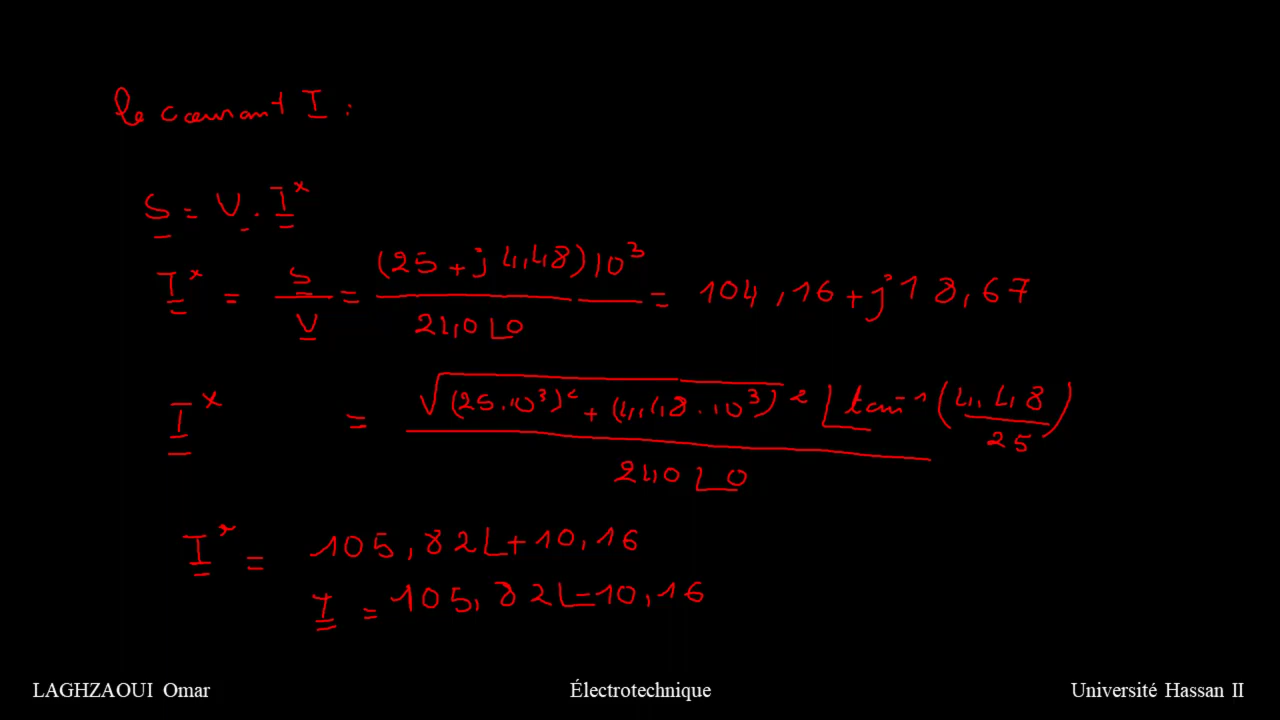 le courant I :
S = V . I*
I* = S / V = (25 + j 4,48) 10³ / 240 ∠0 = 104,16 + j 18,67
I* = √((25.10³)² + (4,48 . 10³)²) ∠tan⁻¹(4,48 / 25) / 240 ∠0
I* = 105,82 ∠+10,16
I = 105,82 ∠-10,16
LAGHZAOUI Omar Électrotechnique Université Hassan II